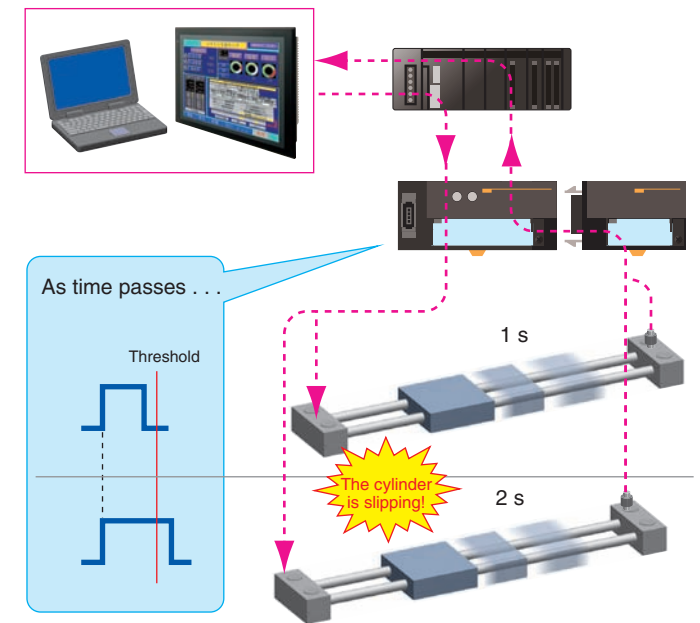 As time passes . . .
Threshold
1 s
The cylinder
is slipping!
2 s